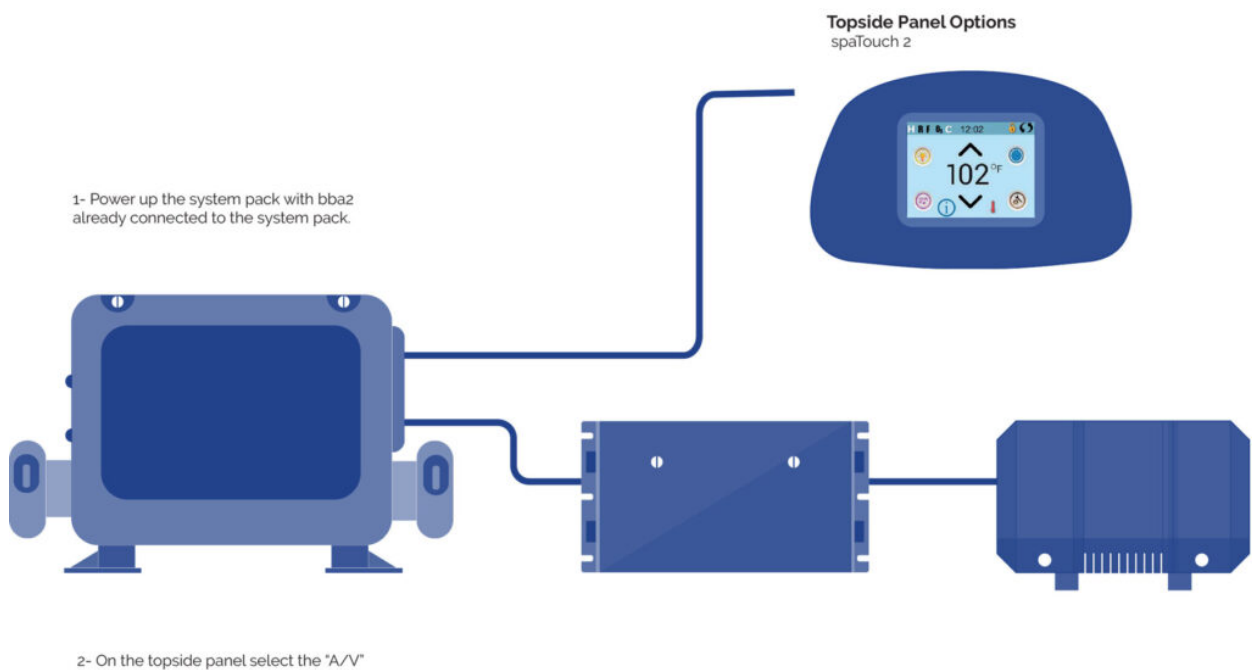 Topside Panel Options
spaTouch 2
12:02
102°F
1- Power up the system pack with bba2
already connected to the system pack.
2- On the topside panel select the "A/V"